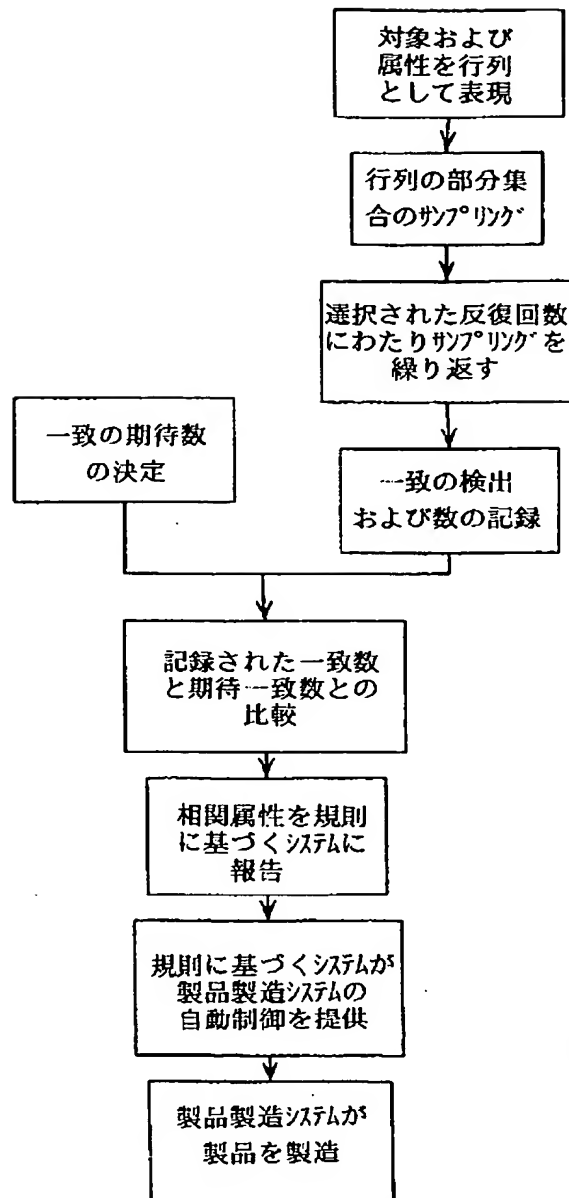 対象および
属性を行列
として表現
行列の部分集
合のサンプリング
選択された反復回数
にわたりサンプリングを
繰り返す
一致の期待数
の決定
一致の検出
および数の記録
記録された一致数
と期待一致数との
比較
相関属性を規則
に基づくシステムに
報告
規則に基づくシステムが
製品製造システムの
自動制御を提供
製品製造システムが
製品を製造